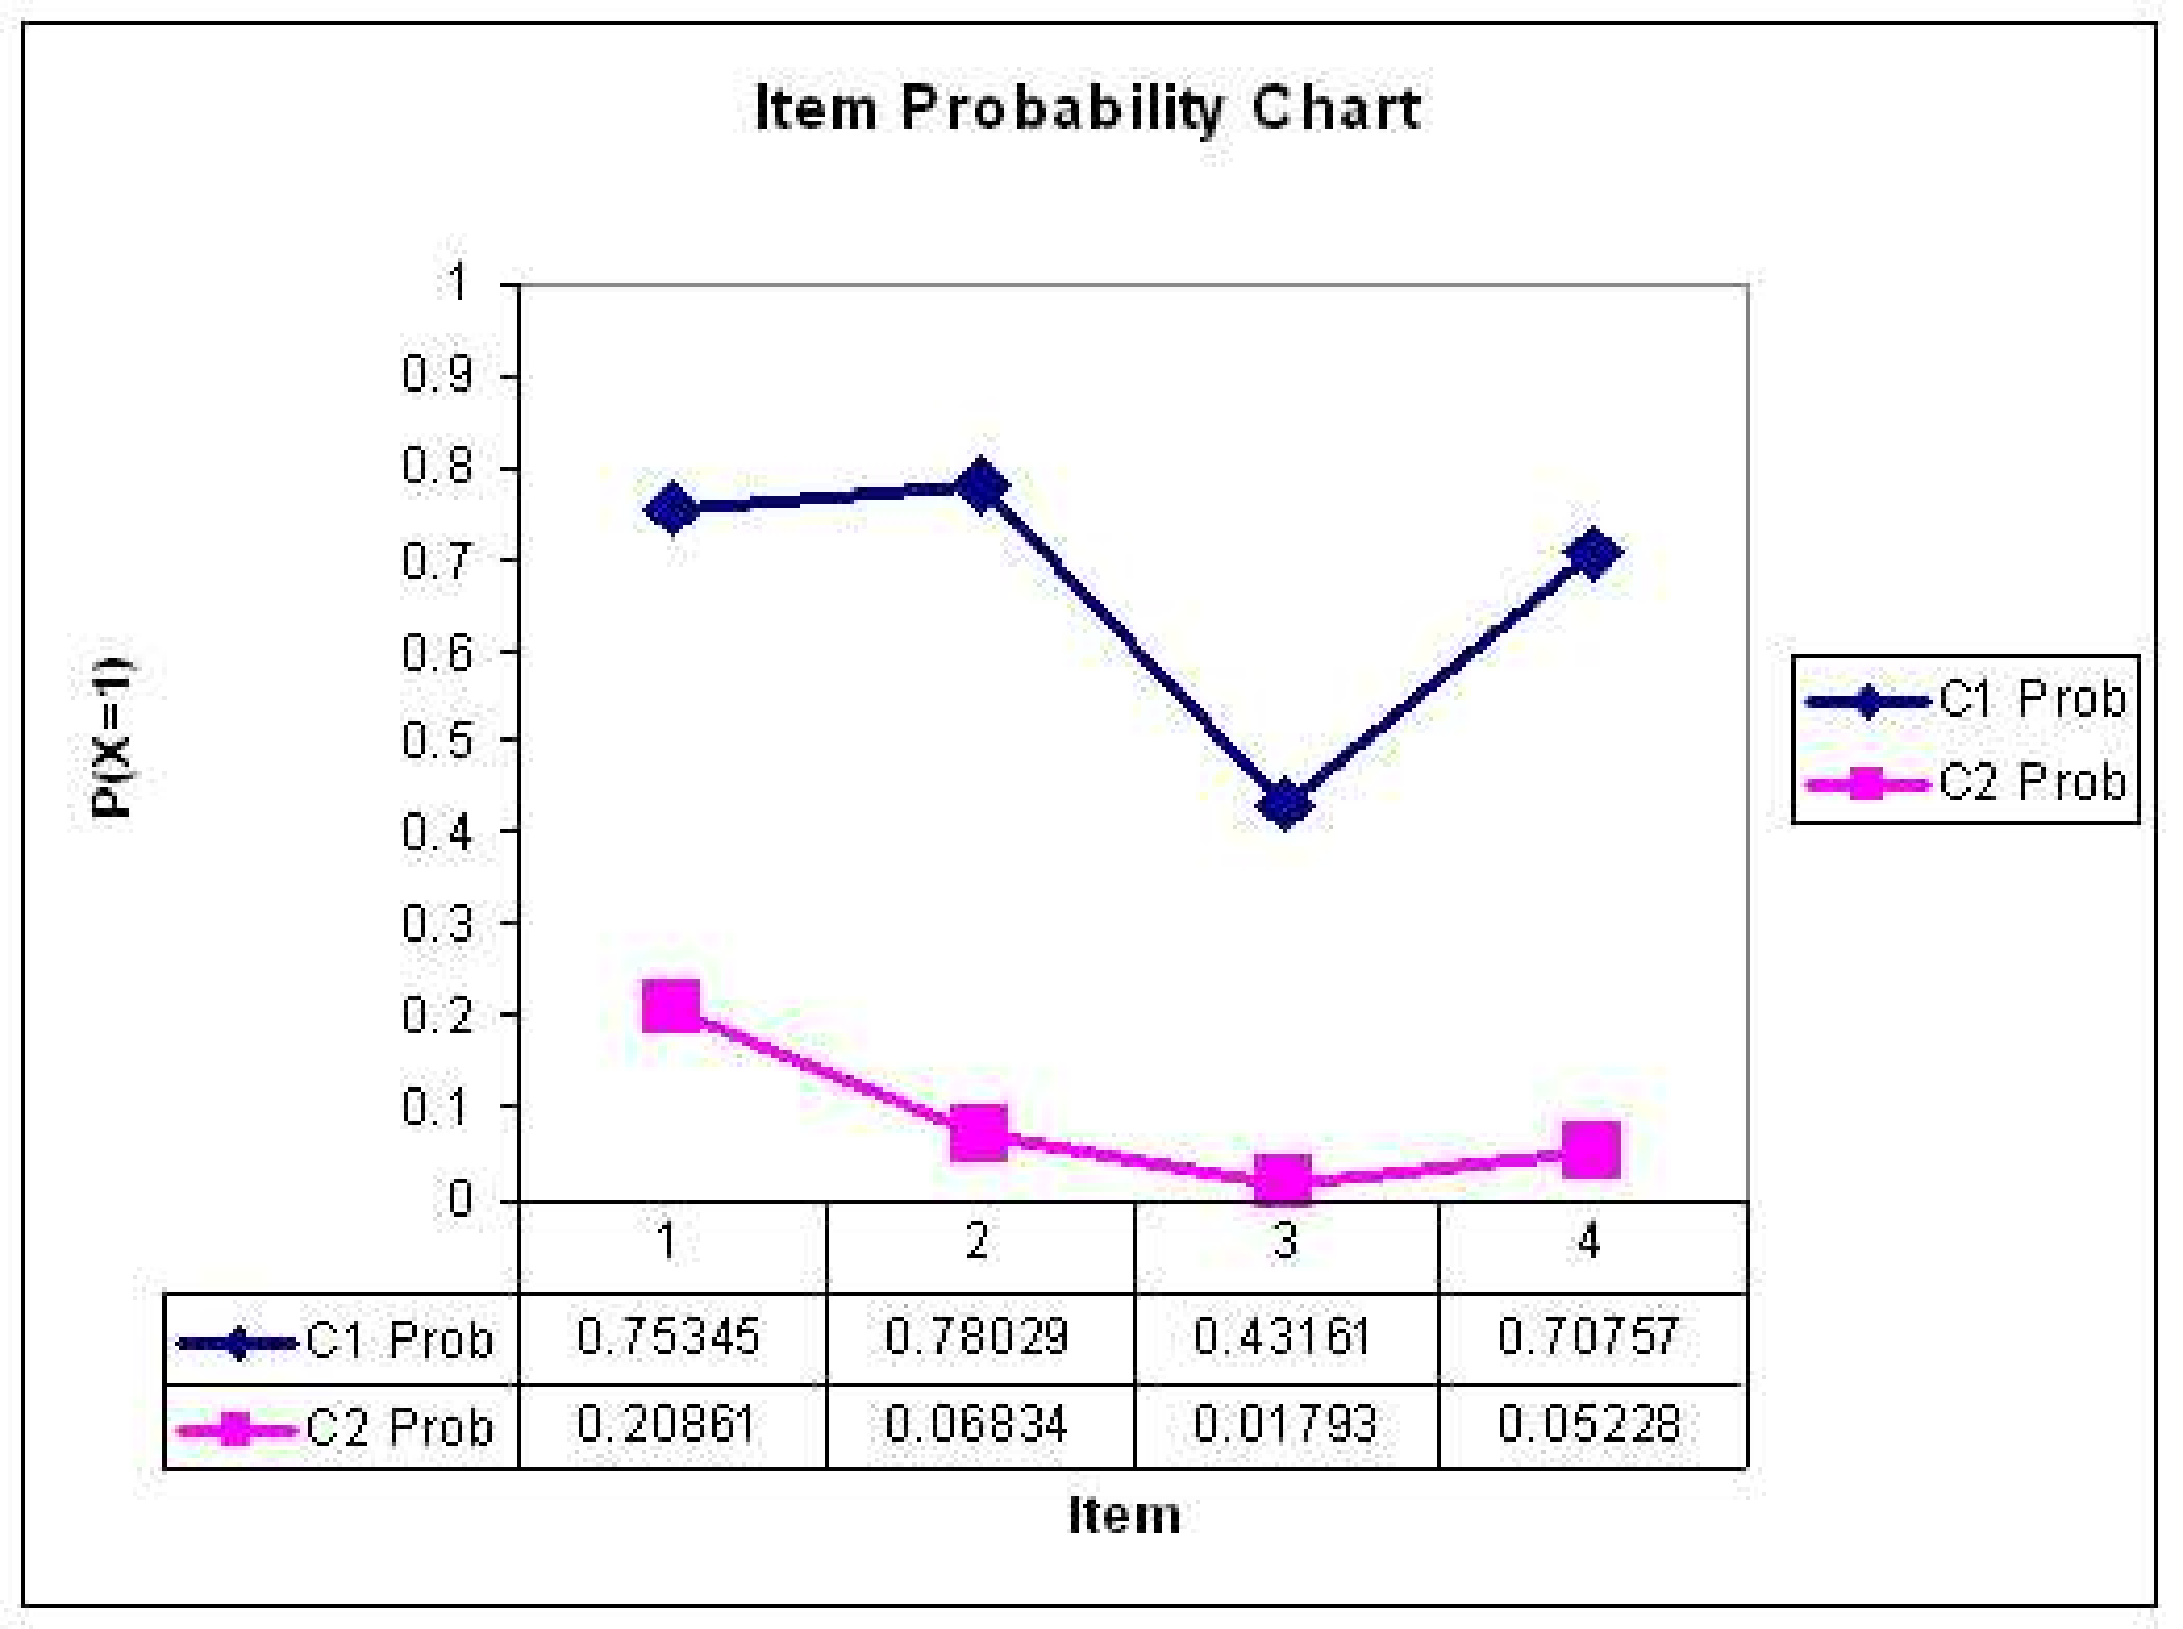 Item Probability Chart
1
0.9
0.8
0.7
0.6
0.5
0.4
0.3
0.2
0.1
0
P(X=1)
C1 Prob
C2 Prob
1 2 3 4
C1 Prob 0.75345 0.78029 0.43161 0.70757
C2 Prob 0.20861 0.06834 0.01793 0.05228
Item